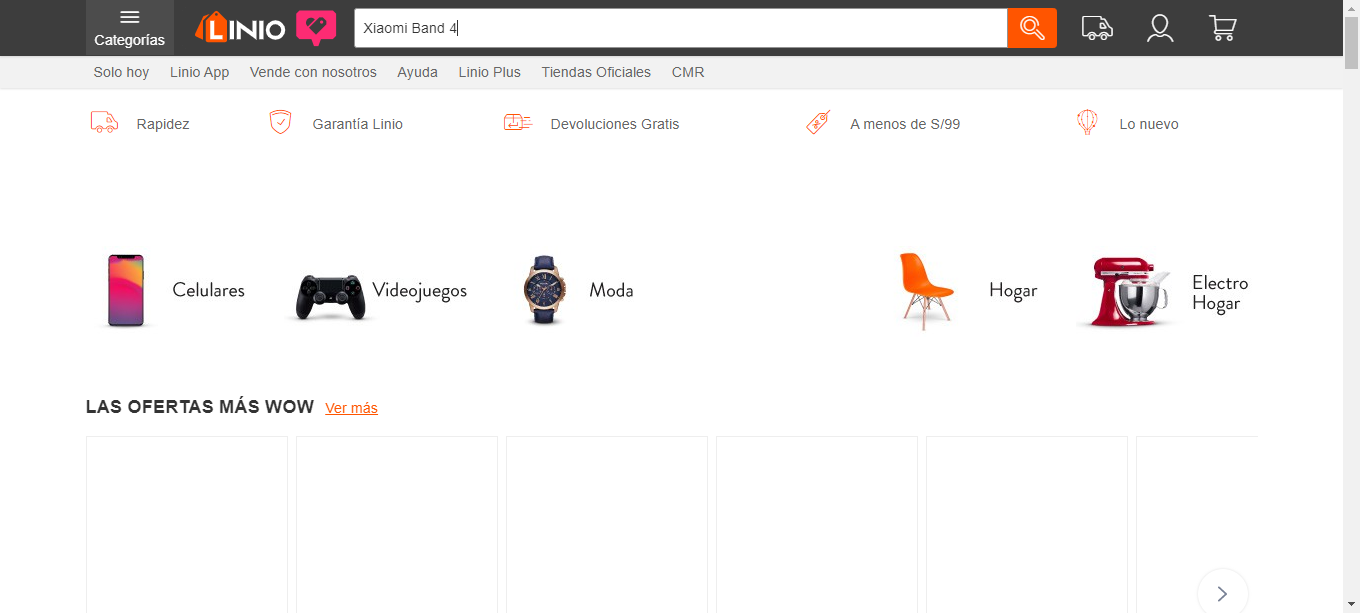 Categorías
LINIO
Xiaomi Band 4
Solo hoy
Linio App
Vende con nosotros
Ayuda
Linio Plus
Tiendas Oficiales
CMR
Rapidez
Garantía Linio
Devoluciones Gratis
A menos de S/99
Lo nuevo
Celulares
Videojuegos
Moda
Hogar
Electro
Hogar
LAS OFERTAS MÁS WOW Ver más